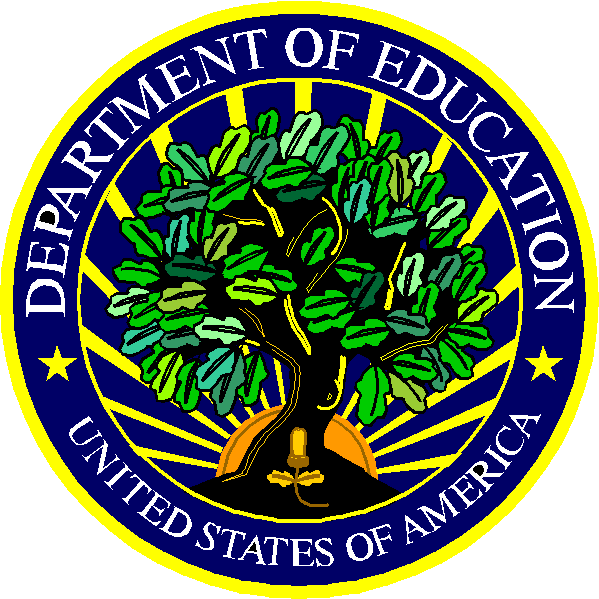 DEPARTMENT OF EDUCATION
UNITED STATES OF AMERICA